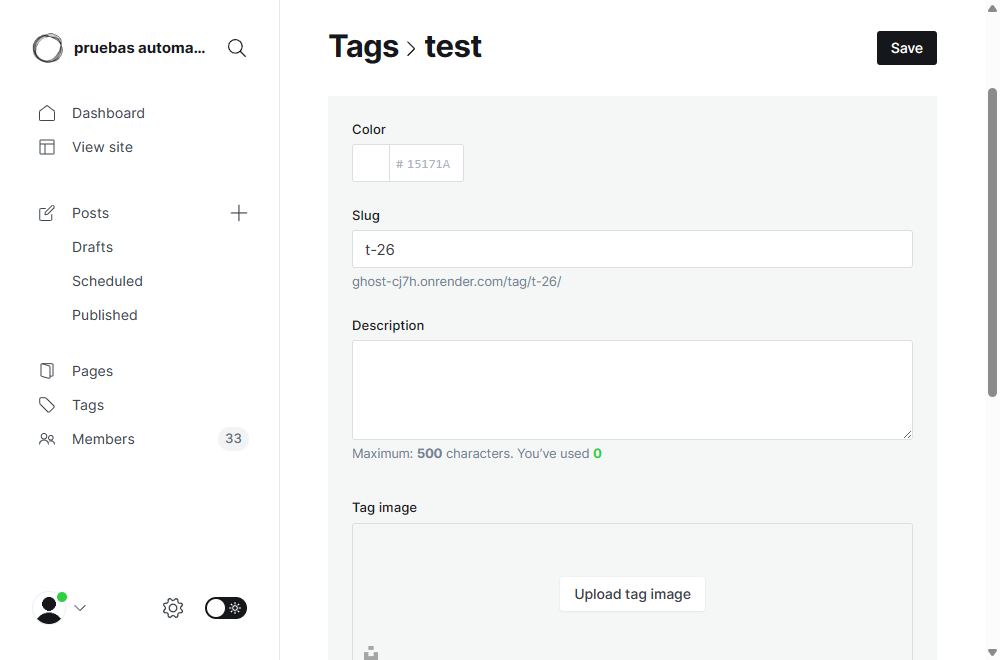 pruebas automa...
Dashboard
View site
Posts
Drafts
Scheduled
Published
Pages
Tags
Members 33
Tags > test
Save
Color
# 15171A
Slug
t-26
ghost-cj7h.onrender.com/tag/t-26/
Description
Maximum: 500 characters. You’ve used 0
Tag image
Upload tag image